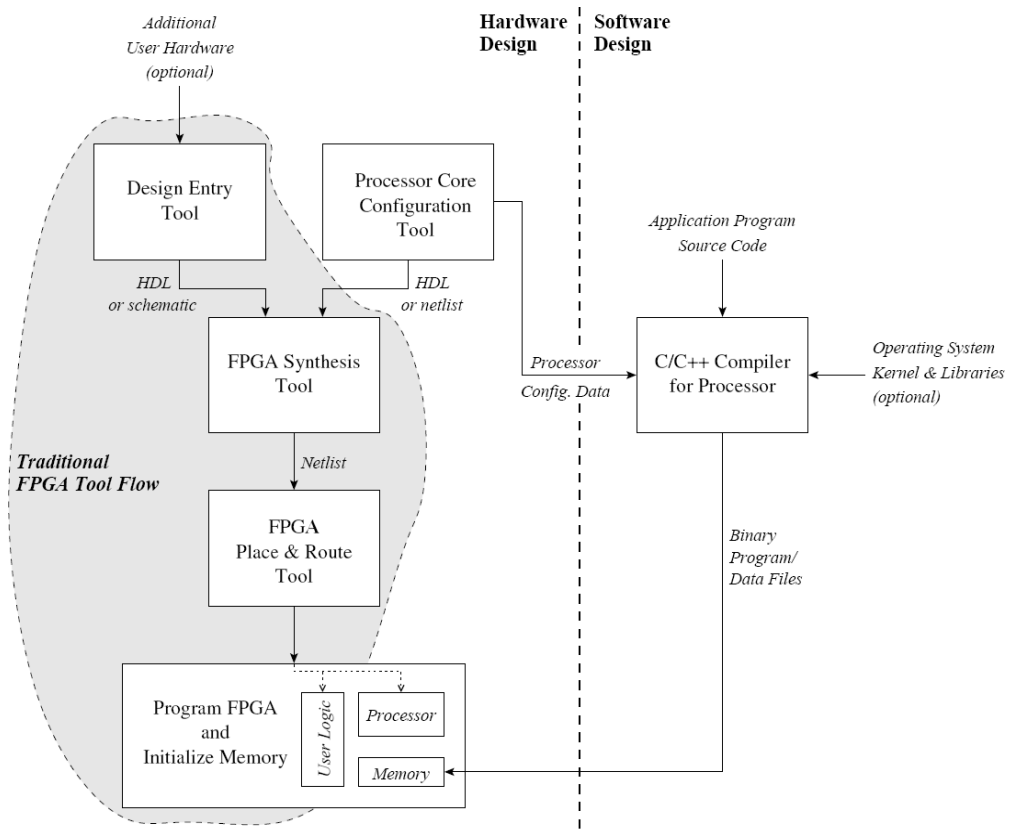 Additional
User Hardware
(optional)
Hardware
Design
Software
Design
Design Entry
Tool
Processor Core
Configuration
Tool
Application Program
Source Code
HDL
or schematic
HDL
or netlist
FPGA Synthesis
Tool
Processor
Config. Data
C/C++ Compiler
for Processor
Operating System
Kernel & Libraries
(optional)
Traditional
FPGA Tool Flow
Netlist
FPGA
Place & Route
Tool
Binary
Program/
Data Files
Program FPGA
and
Initialize Memory
User Logic
Processor
Memory